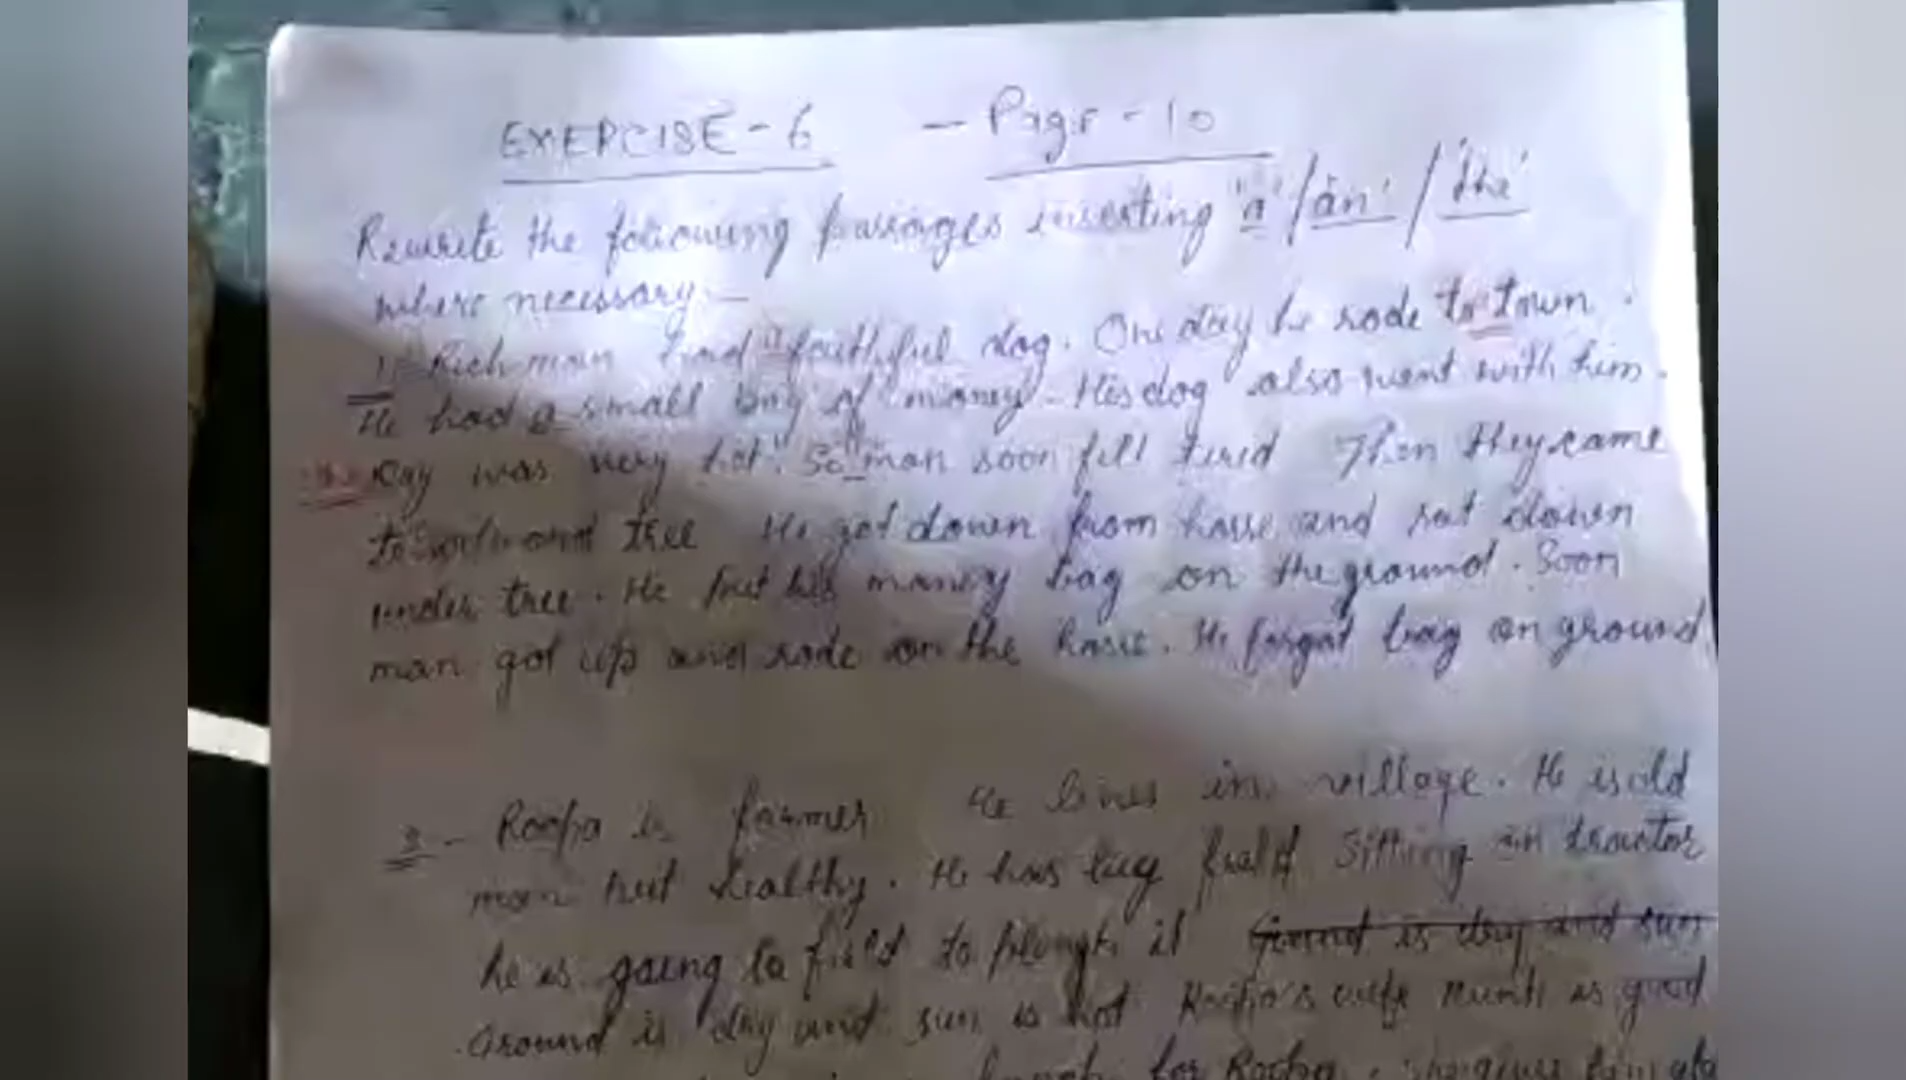 EXERCISE-6 - Page-10
Rewrite the following passages inserting 'a'/'an'/'the'
where necessary-
1) Rich man had faithful dog. One day he rode to town.
He had a small bag of money. His dog also went with him.
Day was very hot. So man soon fell tired Then they came
to tree He got down from horse and sat down
under tree. He put his money bag on the ground. Soon
man got up and rode on the horse. He forgot bag on ground
2- Roopa is farmer He lives in village. He is old
man but healthy. He has big field Sitting in tractor
he is going to field to plough it Ground is dry and sun
Ground is dry and sun is hot Roopa's wife is good
for Roopa.